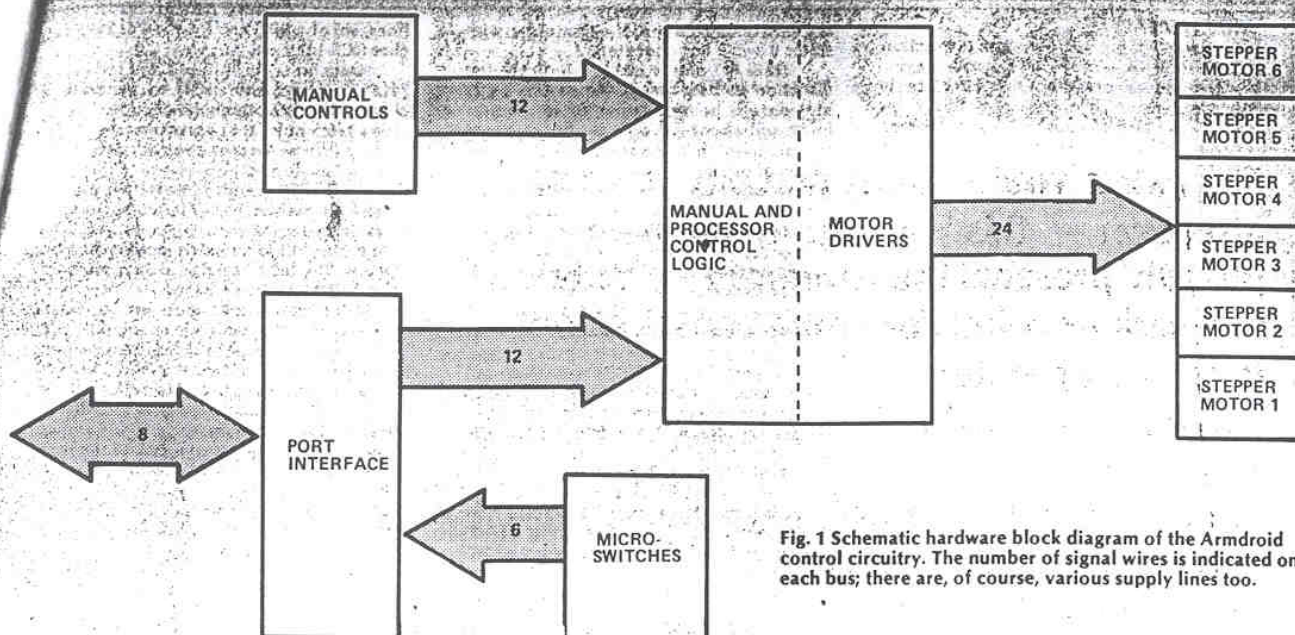 MANUAL
CONTROLS
12
MANUAL AND
PROCESSOR
CONTROL
LOGIC
MOTOR
DRIVERS
24
STEPPER
MOTOR 6
STEPPER
MOTOR 5
STEPPER
MOTOR 4
STEPPER
MOTOR 3
STEPPER
MOTOR 2
STEPPER
MOTOR 1
8
PORT
INTERFACE
12
6
MICRO-
SWITCHES
Fig. 1 Schematic hardware block diagram of the Armdroid
control circuitry. The number of signal wires is indicated on
each bus; there are, of course, various supply lines too.